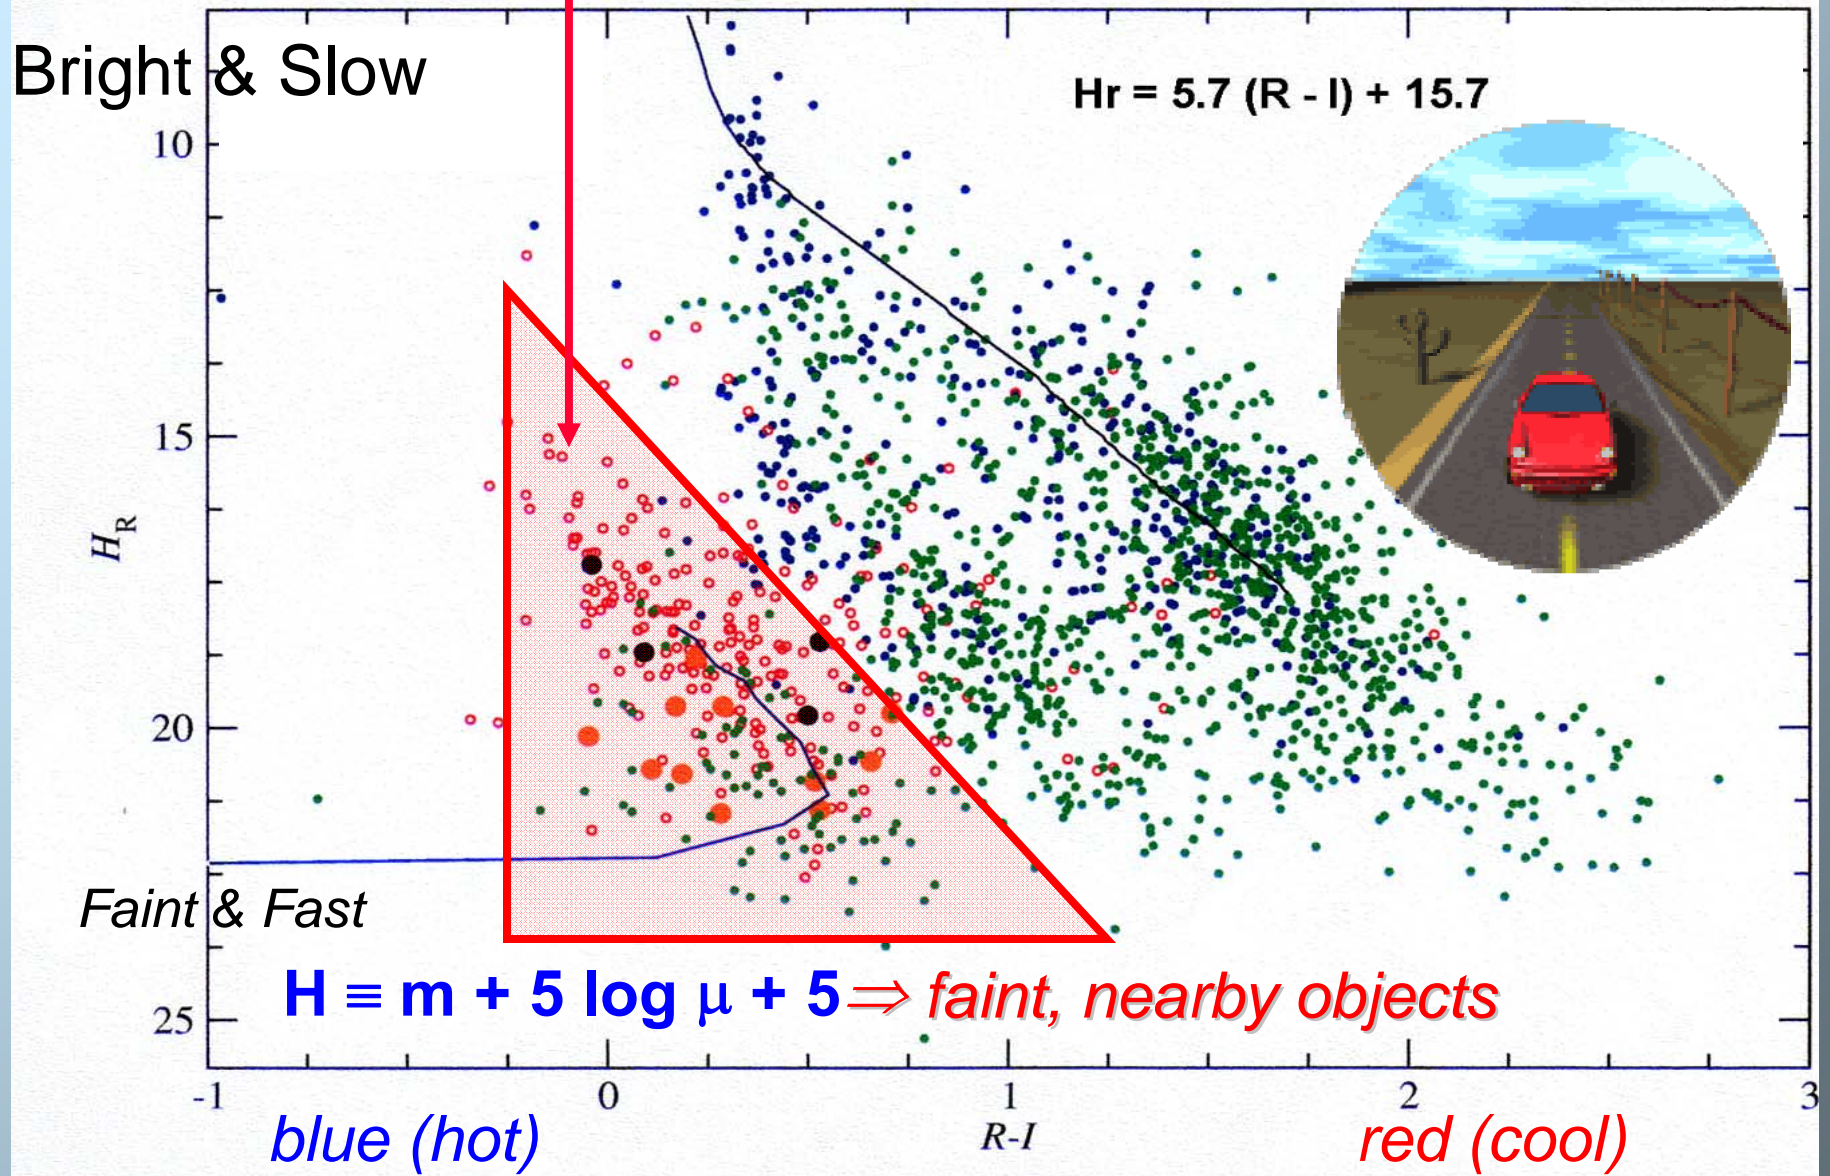 Bright & Slow
Hr = 5.7 (R - I) + 15.7
10
15
H_R
20
Faint & Fast
H ≡ m + 5 log μ + 5 ⇒ faint, nearby objects
25
-1 0 1 2 3
blue (hot) R-I red (cool)